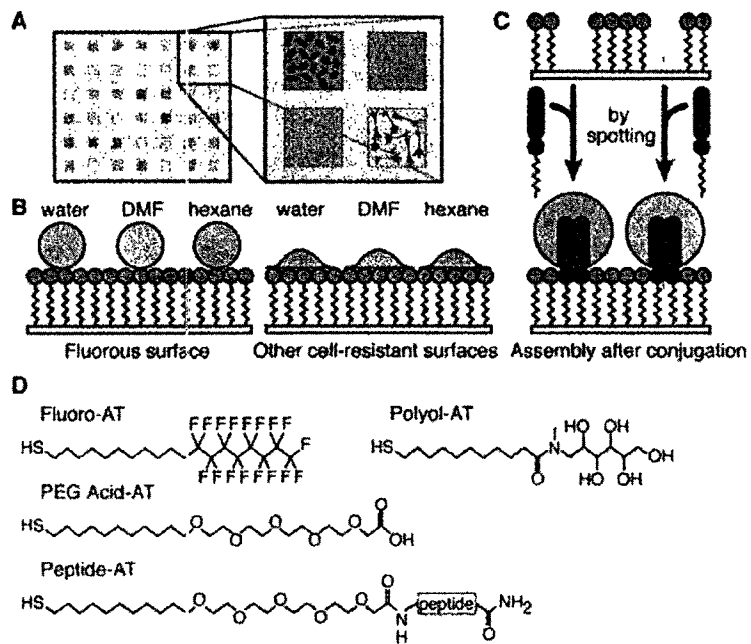 A
B
water DMF hexane
water DMF hexane
Fluorous surface
Other cell-resistant surfaces
C
by
spotting
Assembly after conjugation
D
Fluoro-AT
HS
F F F F F F F F
F
F F F F F F F F
Polyol-AT
HS
O
N
HO OH
OH
HO OH
PEG Acid-AT
HS
O O O O O
O O
OH
Peptide-AT
HS
O O O O O
O
N
H
peptide
NH2
O